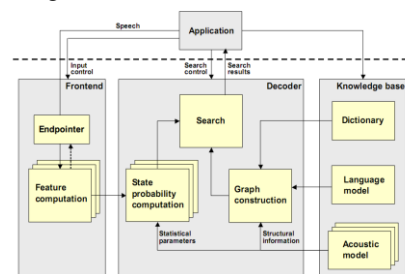 Speech
Application
Input
control
Search
control
Search
results
Frontend
Decoder
Knowledge base
Endpointer
Search
Dictionary
Feature
computation
State
probability
computation
Graph
construction
Language
model
Statistical
parameters
Structural
information
Acoustic
model